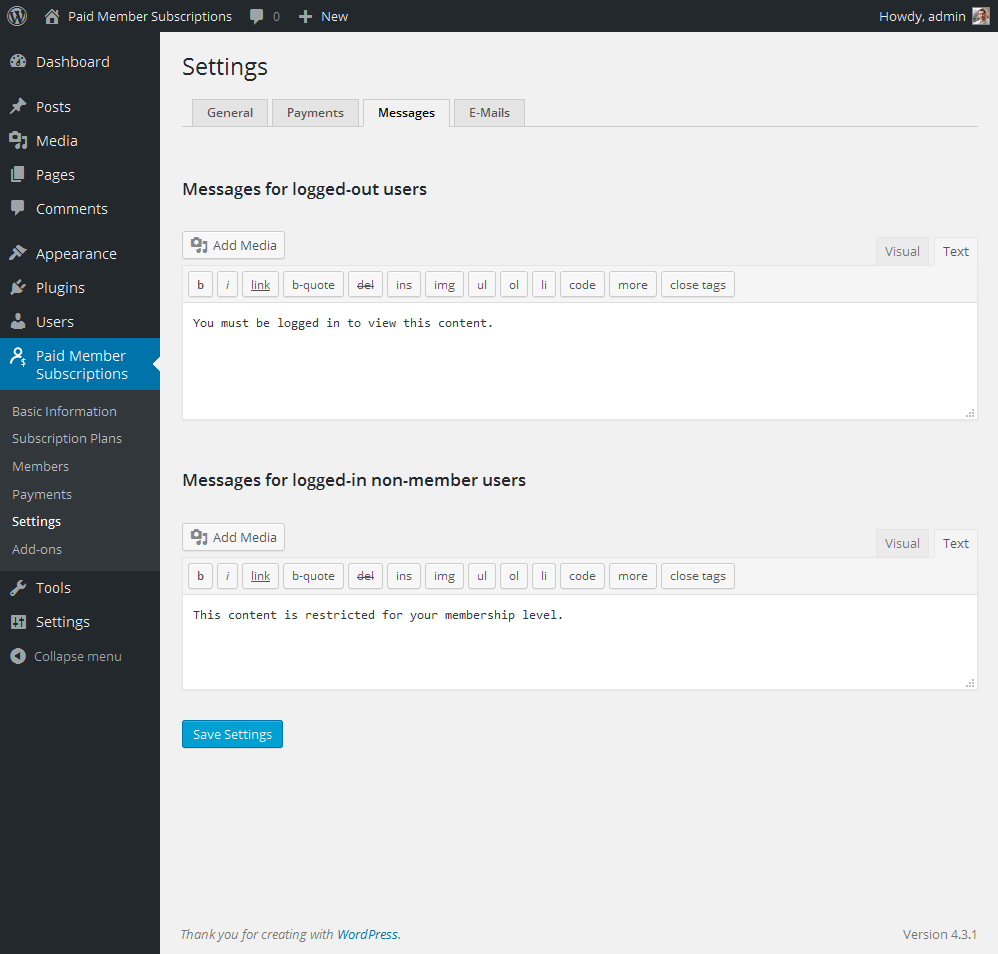 Paid Member Subscriptions 0 New Howdy, admin
Dashboard
Posts
Media
Pages
Comments
Appearance
Plugins
Users
Paid Member
Subscriptions
Basic Information
Subscription Plans
Members
Payments
Settings
Add-ons
Tools
Settings
Collapse menu
Settings
General Payments Messages E-Mails
Messages for logged-out users
Add Media Visual Text
b i link b-quote del ins img ul ol li code more close tags
You must be logged in to view this content.
Messages for logged-in non-member users
Add Media Visual Text
b i link b-quote del ins img ul ol li code more close tags
This content is restricted for your membership level.
Save Settings
Thank you for creating with WordPress. Version 4.3.1